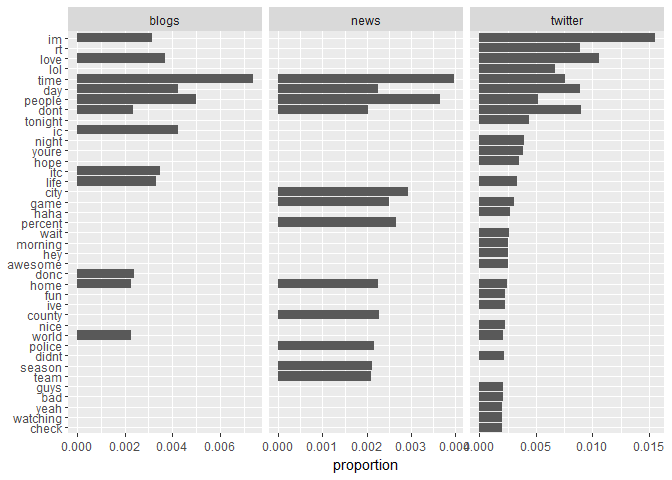 blogs news twitter
im
rt
love
lol
time
day
people
dont
tonight
ic
night
youre
hope
itc
life
city
game
haha
percent
wait
morning
hey
awesome
donc
home
fun
ive
county
nice
world
police
didnt
season
team
guys
bad
yeah
watching
check
0.000 0.002 0.004 0.006 0.000 0.001 0.002 0.003 0.004 0.000 0.005 0.010 0.015
proportion